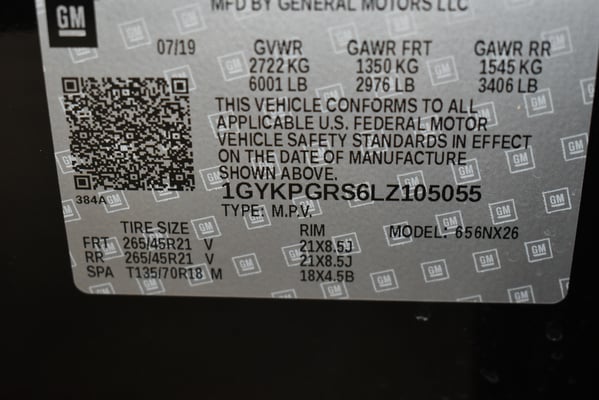 GM
MFD BY GENERAL MOTORS LLC
07/19 GVWR GAWR FRT GAWR RR
2722 KG 1350 KG 1545 KG
6001 LB 2976 LB 3406 LB
THIS VEHICLE CONFORMS TO ALL
APPLICABLE U.S. FEDERAL MOTOR
VEHICLE SAFETY STANDARDS IN EFFECT
ON THE DATE OF MANUFACTURE
SHOWN ABOVE.
384A
1GYKPGRS6LZ105055
TYPE: M.P.V.
TIRE SIZE RIM MODEL: 656NX26
FRT 265/45R21 V 21X8.5J
RR 265/45R21 V 21X8.5J
SPA T135/70R18 M 18X4.5B